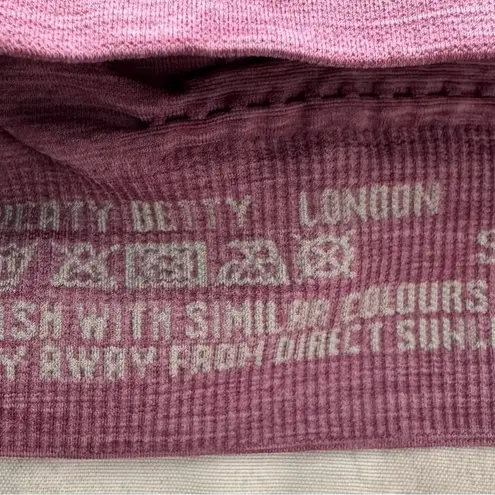 BETTY LONDON
S
WITH SIMILAR COLOURS
AWAY FROM DIRECT